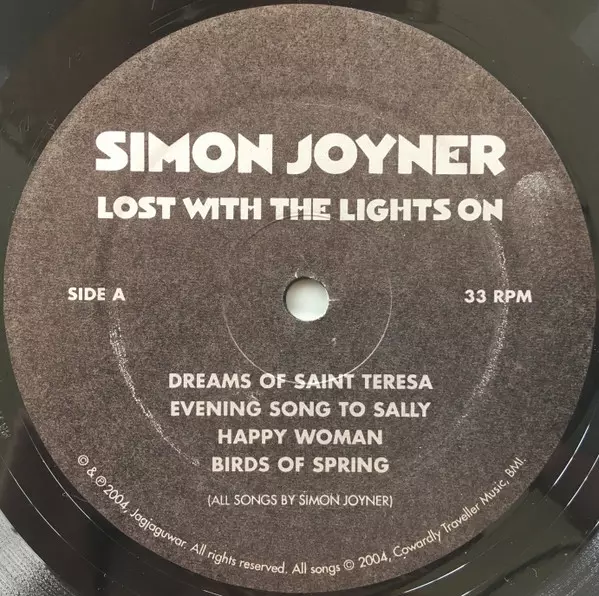 SIMON JOYNER
LOST WITH THE LIGHTS ON
SIDE A
33 RPM
DREAMS OF SAINT TERESA
EVENING SONG TO SALLY
HAPPY WOMAN
BIRDS OF SPRING
(ALL SONGS BY SIMON JOYNER)
© & ℗ 2004, Jagjaguwar. All rights reserved. All songs © 2004, Cowardly Traveller Music, BMI.